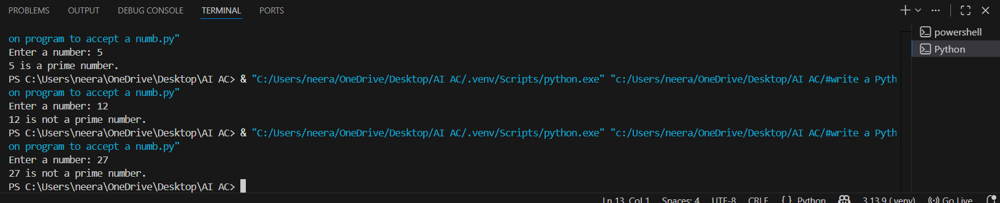 PROBLEMS OUTPUT DEBUG CONSOLE TERMINAL PORTS
on program to accept a numb.py"
Enter a number: 5
5 is a prime number.
PS C:\Users\neera\OneDrive\Desktop\AI AC> & "C:/Users/neera/OneDrive/Desktop/AI AC/.venv/Scripts/python.exe" "c:/Users/neera/OneDrive/Desktop/AI AC/#write a Pyth
on program to accept a numb.py"
Enter a number: 12
12 is not a prime number.
PS C:\Users\neera\OneDrive\Desktop\AI AC> & "C:/Users/neera/OneDrive/Desktop/AI AC/.venv/Scripts/python.exe" "c:/Users/neera/OneDrive/Desktop/AI AC/#write a Pyth
on program to accept a numb.py"
Enter a number: 27
27 is not a prime number.
PS C:\Users\neera\OneDrive\Desktop\AI AC>
powershell
Python
Ln 13, Col 1 Spaces: 4 UTF-8 CRLF { } Python 3.13.9 (.venv) Go Live